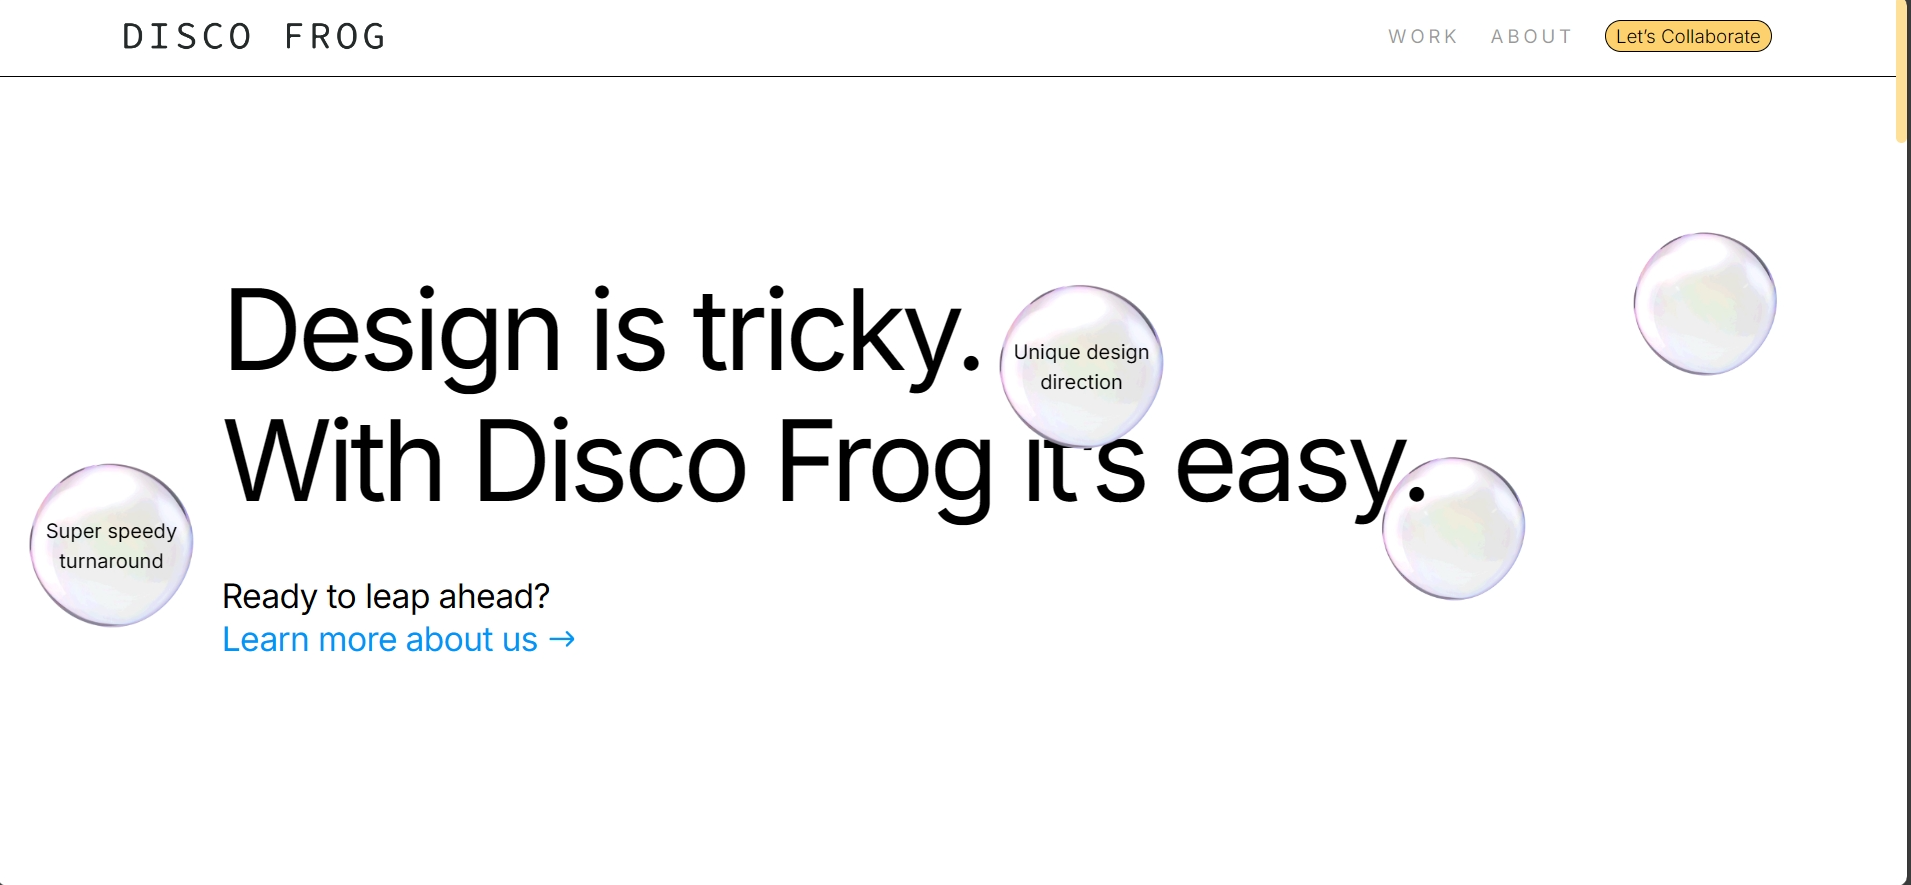 DISCO FROG
WORK ABOUT Let's Collaborate
Design is tricky.
Unique design
direction
With Disco Frog it's easy.
Super speedy
turnaround
Ready to leap ahead?
Learn more about us →